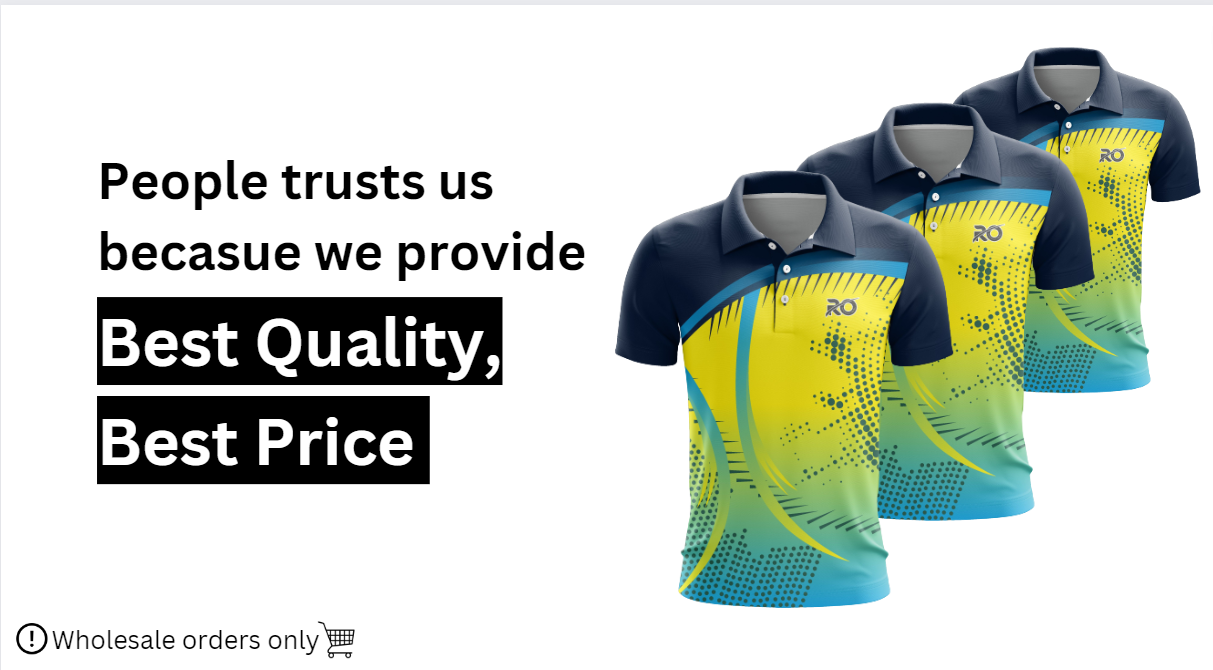 People trusts us
becasue we provide
Best Quality,
Best Price
RO
RO
RO
Wholesale orders only